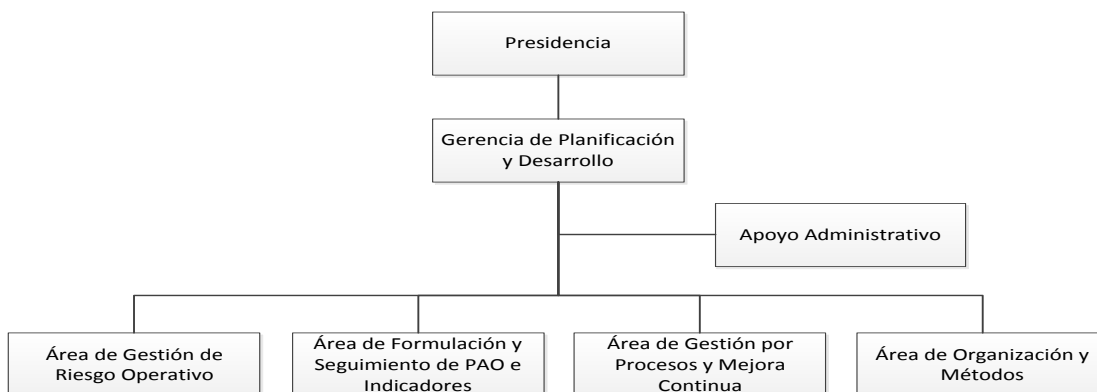 Presidencia
Gerencia de Planificación
y Desarrollo
Apoyo Administrativo
Área de Gestión de
Riesgo Operativo
Área de Formulación y
Seguimiento de PAO e
Indicadores
Área de Gestión por
Procesos y Mejora
Continua
Área de Organización y
Métodos